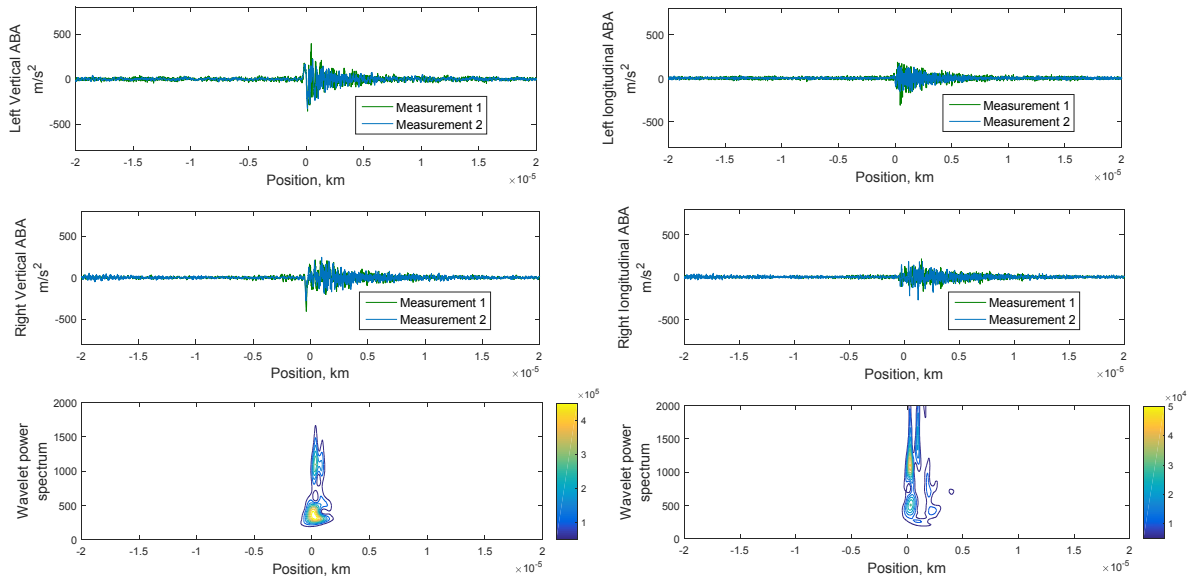 Left Vertical ABA
m/s2
500
0
-500
Measurement 1
Measurement 2
-2 -1.5 -1 -0.5 0 0.5 1 1.5 2
Position, km
×10-5
Left longitudinal ABA
m/s2
500
0
-500
Measurement 1
Measurement 2
-2 -1.5 -1 -0.5 0 0.5 1 1.5 2
Position, km
×10-5
Right Vertical ABA
m/s2
500
0
-500
Measurement 1
Measurement 2
-2 -1.5 -1 -0.5 0 0.5 1 1.5 2
Position, km
×10-5
Right longitudinal ABA
m/s2
500
0
-500
Measurement 1
Measurement 2
-2 -1.5 -1 -0.5 0 0.5 1 1.5 2
Position, km
×10-5
Wavelet power
spectrum
2000
1500
1000
500
0
-2 -1.5 -1 -0.5 0 0.5 1 1.5 2
Position, km
×10-5
×105
4
3
2
1
Wavelet power
spectrum
2000
1500
1000
500
0
-2 -1.5 -1 -0.5 0 0.5 1 1.5 2
Position, km
×10-5
×104
5
4
3
2
1